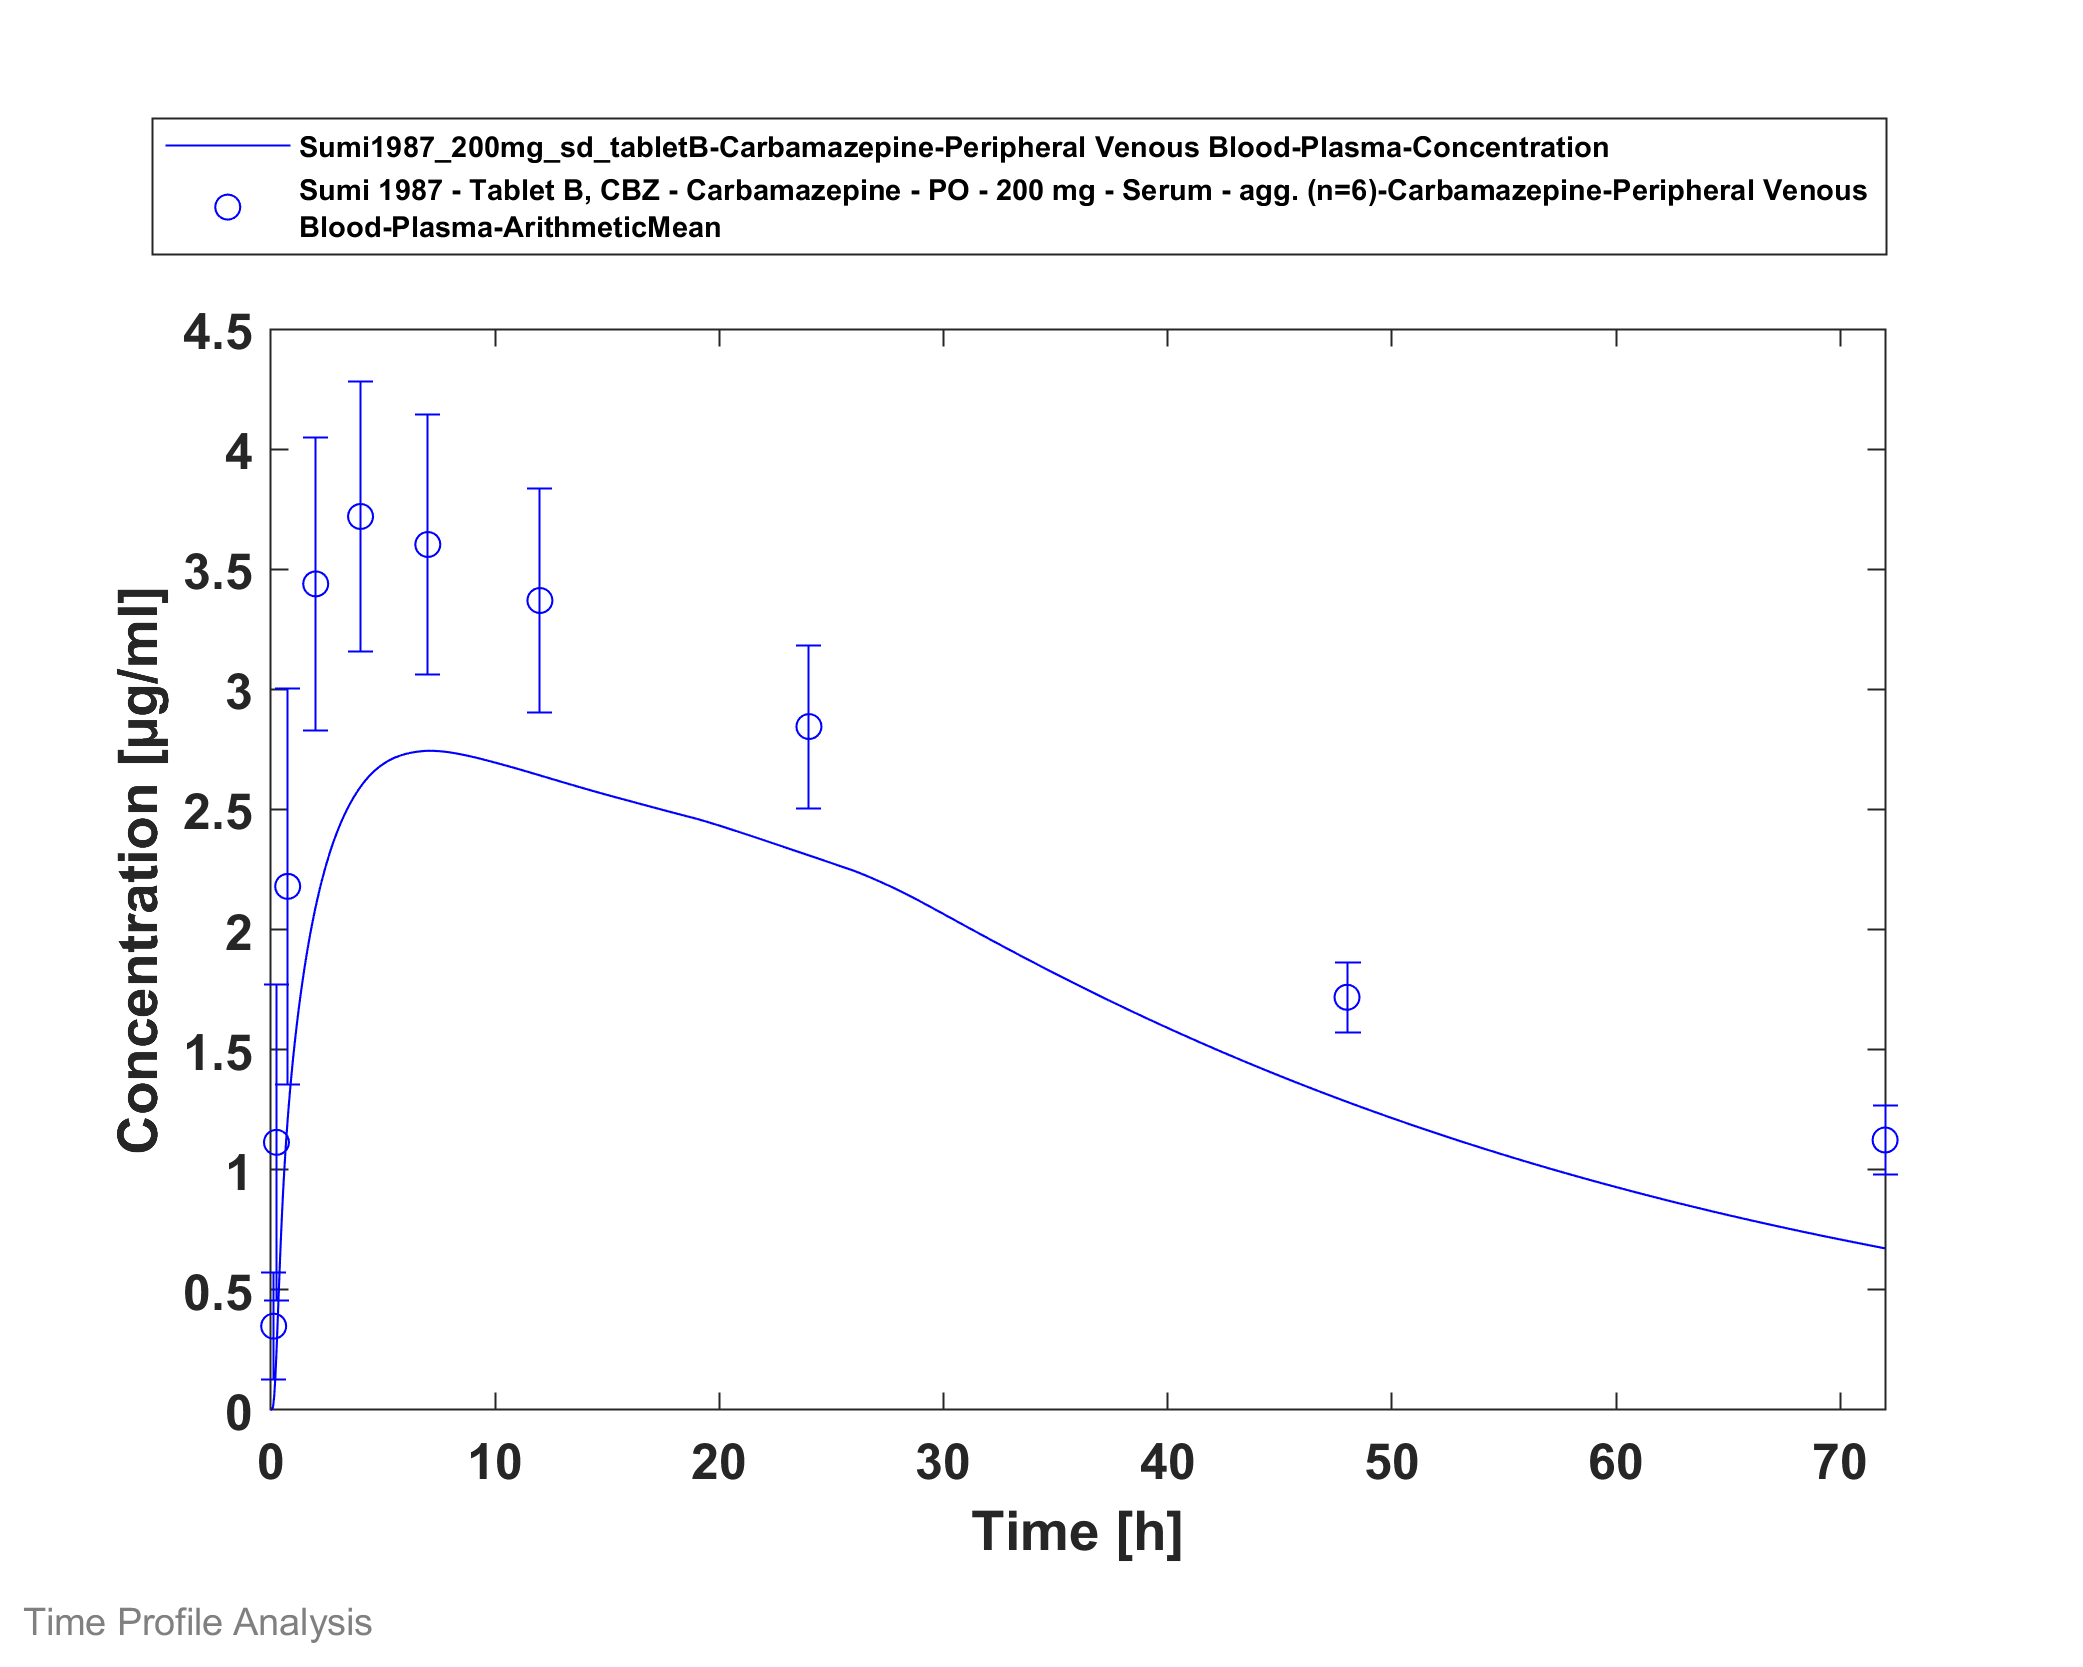 Sumi1987_200mg_sd_tabletB-Carbamazepine-Peripheral Venous Blood-Plasma-Concentration
Sumi 1987 - Tablet B, CBZ - Carbamazepine - PO - 200 mg - Serum - agg. (n=6)-Carbamazepine-Peripheral Venous
Blood-Plasma-ArithmeticMean
4.5
4
3.5
3
2.5
2
1.5
1
0.5
0
Concentration [µg/ml]
0 10 20 30 40 50 60 70
Time [h]
Time Profile Analysis